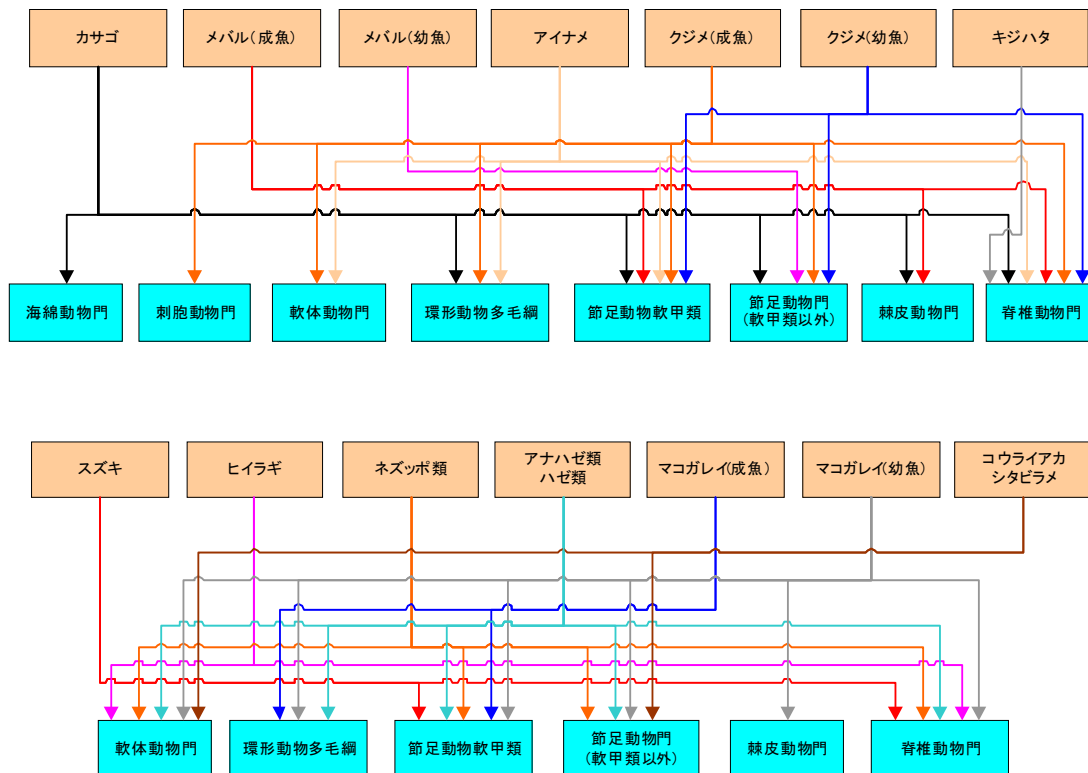 カサゴ
メバル(成魚)
メバル(幼魚)
アイナメ
クジメ(成魚)
クジメ(幼魚)
キジハタ
海綿動物門
刺胞動物門
軟体動物門
環形動物多毛綱
節足動物軟甲類
節足動物門
(軟甲類以外)
棘皮動物門
脊椎動物門
スズキ
ヒイラギ
ネズッポ類
アナハゼ類
ハゼ類
マコガレイ(成魚)
マコガレイ(幼魚)
コウライアカ
シタビラメ
軟体動物門
環形動物多毛綱
節足動物軟甲類
節足動物門
(軟甲類以外)
棘皮動物門
脊椎動物門